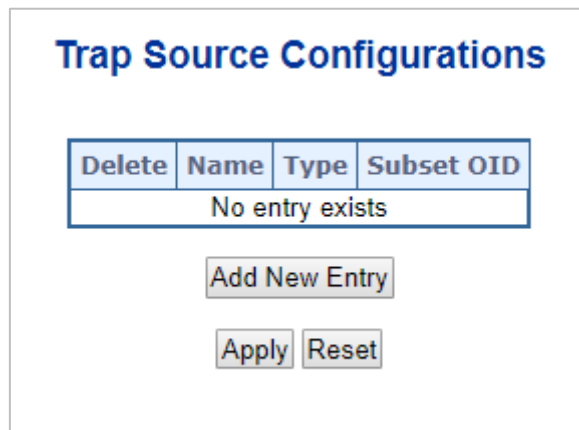 Trap Source Configurations
Delete Name Type Subset OID
No entry exists
Add New Entry
Apply Reset